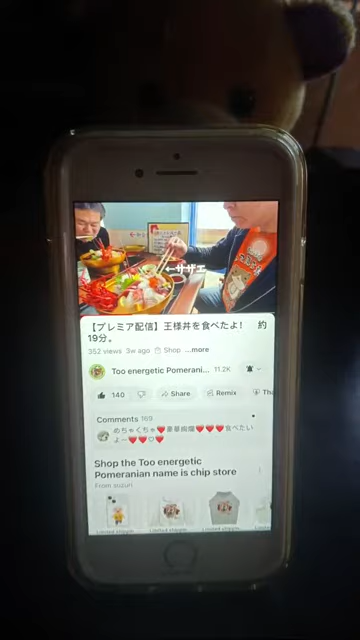 ←サザエ
【プレミア配信】王様丼を食べたよ！ 約
19分。
352 views 3w ago Shop ...more
Too energetic Pomerani... 11.2K
140 Share Remix Tha
Comments 169
めちゃくちゃ❤️豪華絢爛❤️❤️❤️食べたい
よー❤️❤️♡❤️
Shop the Too energetic
Pomeranian name is chip store
From suzuri